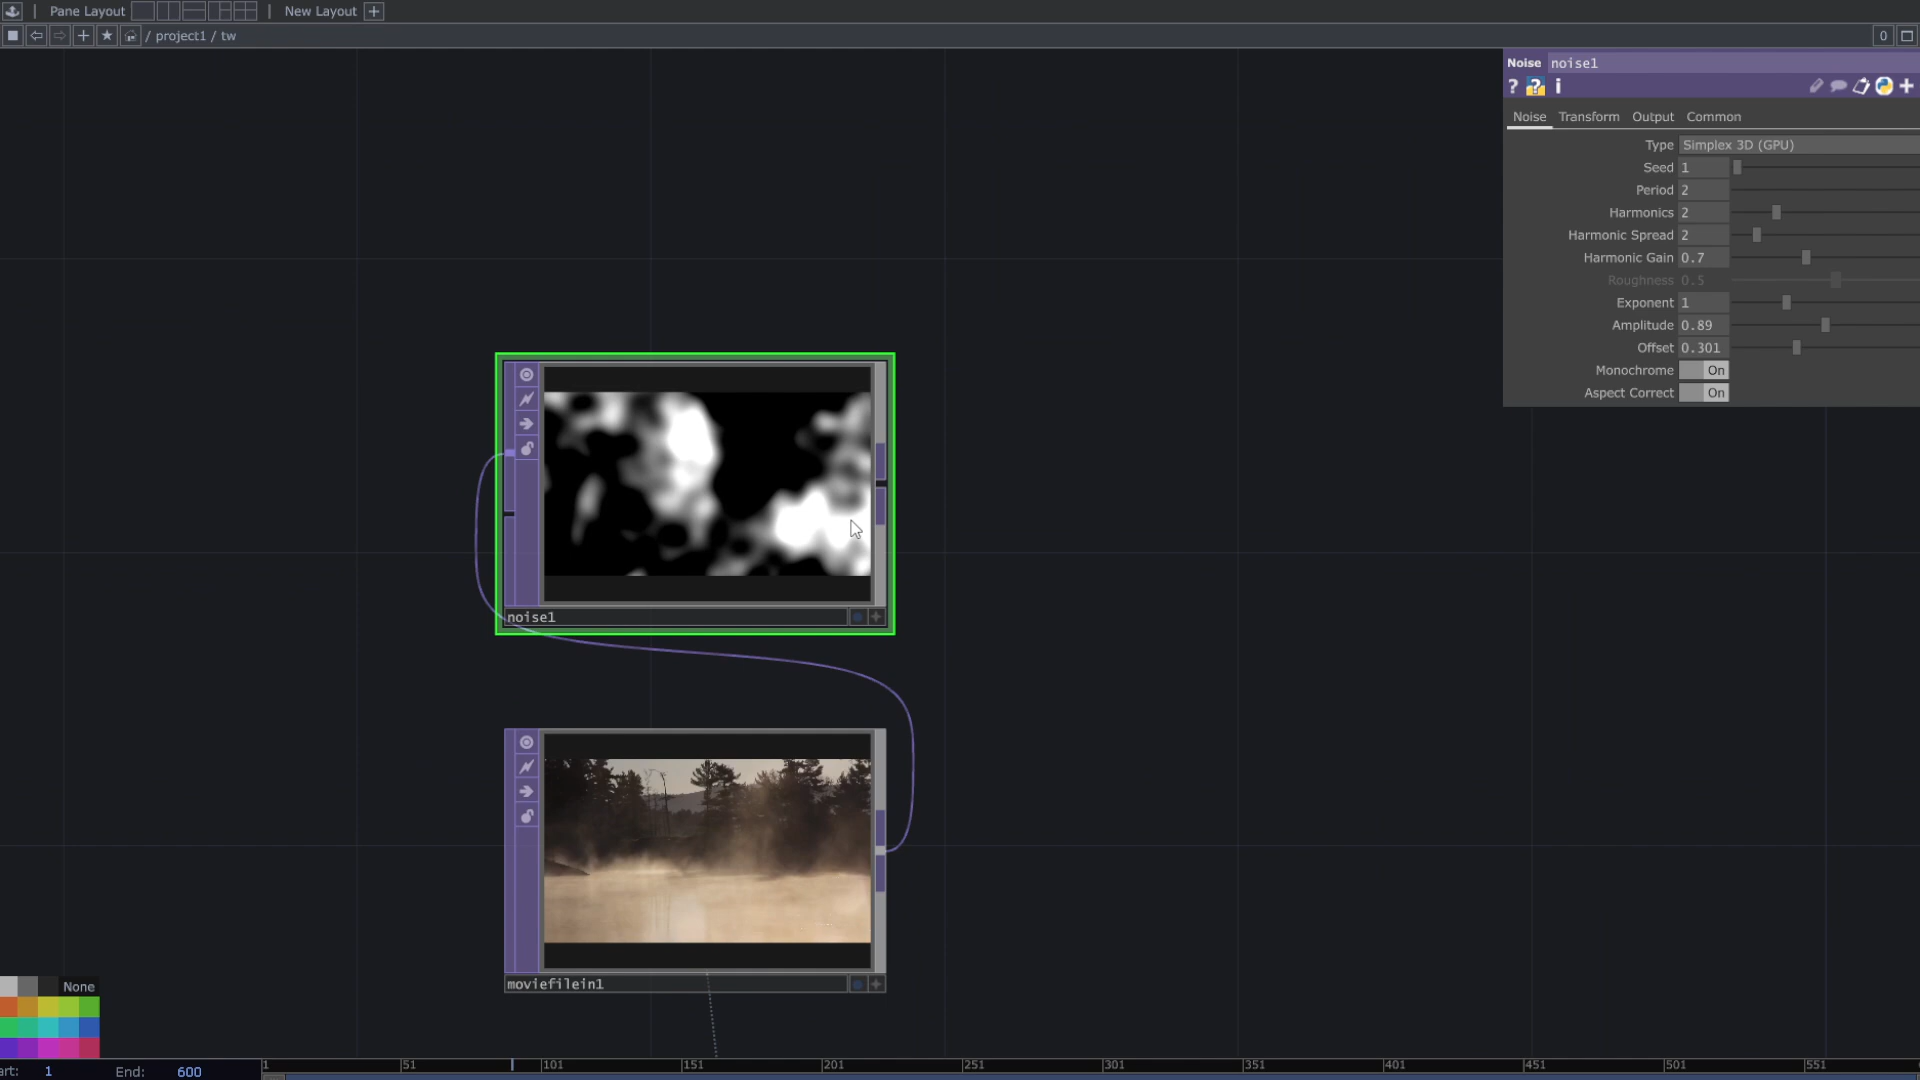 Pane Layout | New Layout +
/ project1 / tw
0
Noise noise1
? ? i
Noise Transform Output Common
Type Simplex 3D (GPU)
Seed 1
Period 2
Harmonics 2
Harmonic Spread 2
Harmonic Gain 0.7
Roughness 0.5
Exponent 1
Amplitude 0.89
Offset 0.301
Monochrome On
Aspect Correct On
noise1
moviefilein1
None
art: 1 End: 600
1 51 101 151 201 251 301 351 401 451 501 551